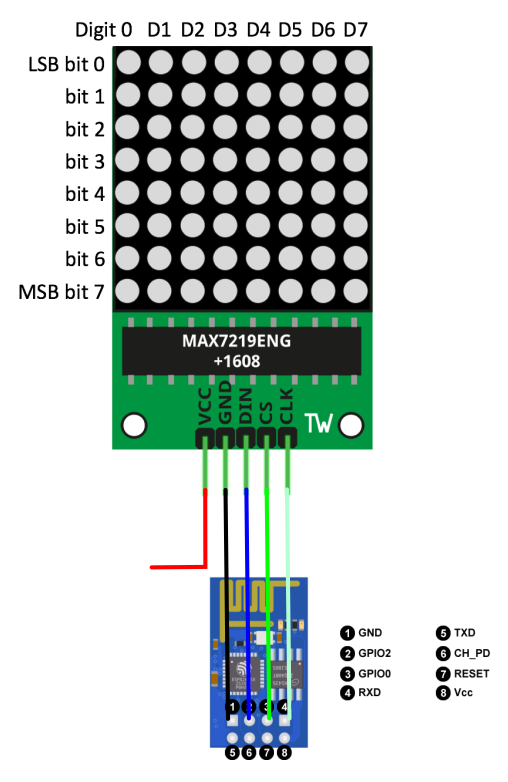 Digit 0 D1 D2 D3 D4 D5 D6 D7
LSB bit 0
bit 1
bit 2
bit 3
bit 4
bit 5
bit 6
MSB bit 7
MAX7219ENG
+1608
VCC
GND
DIN
CS
CLK
TW
1 GND
2 GPIO2
3 GPIO0
4 RXD
5 TXD
6 CH_PD
7 RESET
8 Vcc
1 3 4
5 6 7 8